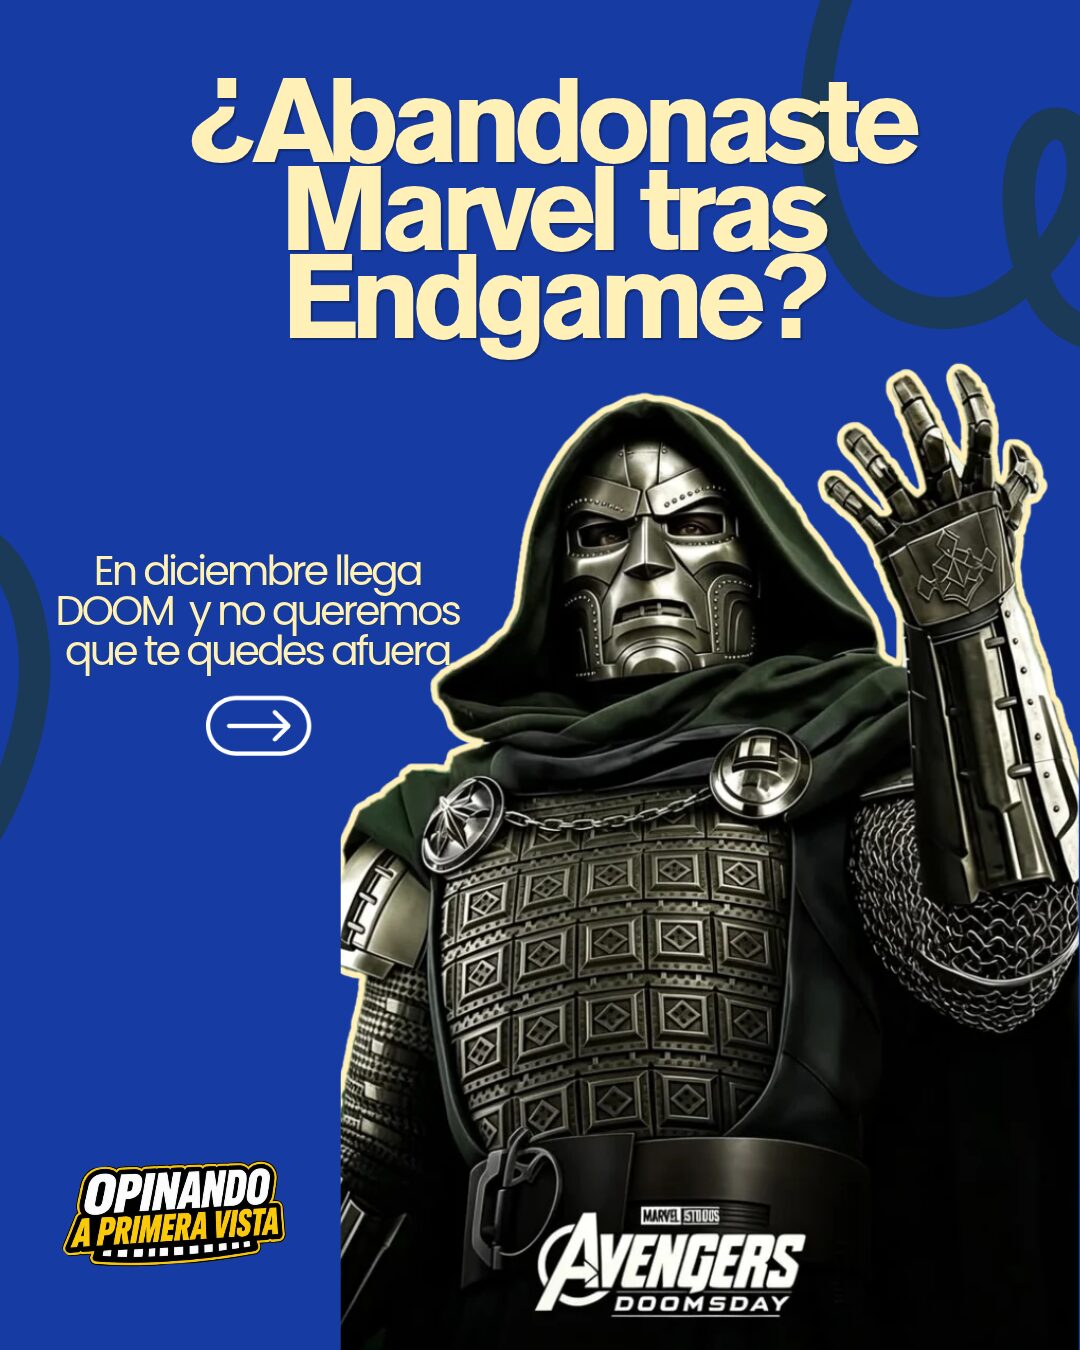 ¿Abandonaste
Marvel tras
Endgame?
En diciembre llega
DOOM y no queremos
que te quedes afuera
OPINANDO
A PRIMERA VISTA
MARVEL STUDIOS
AVENGERS
DOOMSDAY